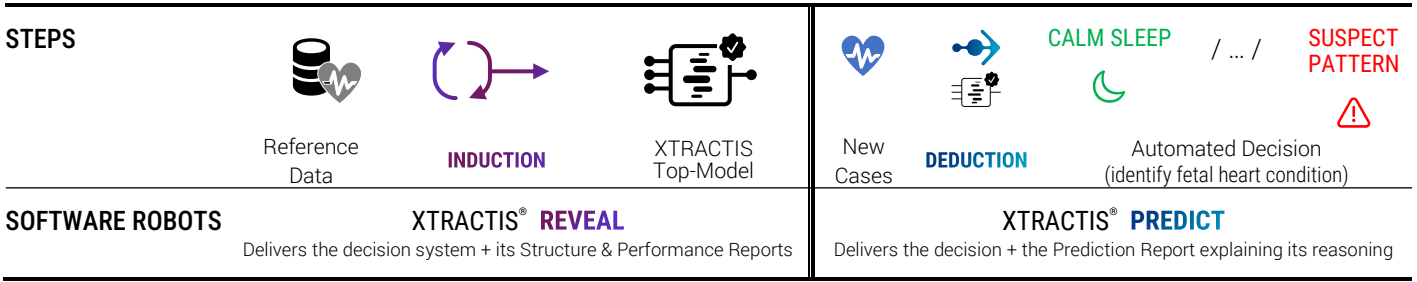 STEPS
Reference
Data
INDUCTION
XTRACTIS
Top-Model
New
Cases
DEDUCTION
CALM SLEEP
/ ... /
SUSPECT
PATTERN
Automated Decision
(identify fetal heart condition)
SOFTWARE ROBOTS
XTRACTIS® REVEAL
Delivers the decision system + its Structure & Performance Reports
XTRACTIS® PREDICT
Delivers the decision + the Prediction Report explaining its reasoning